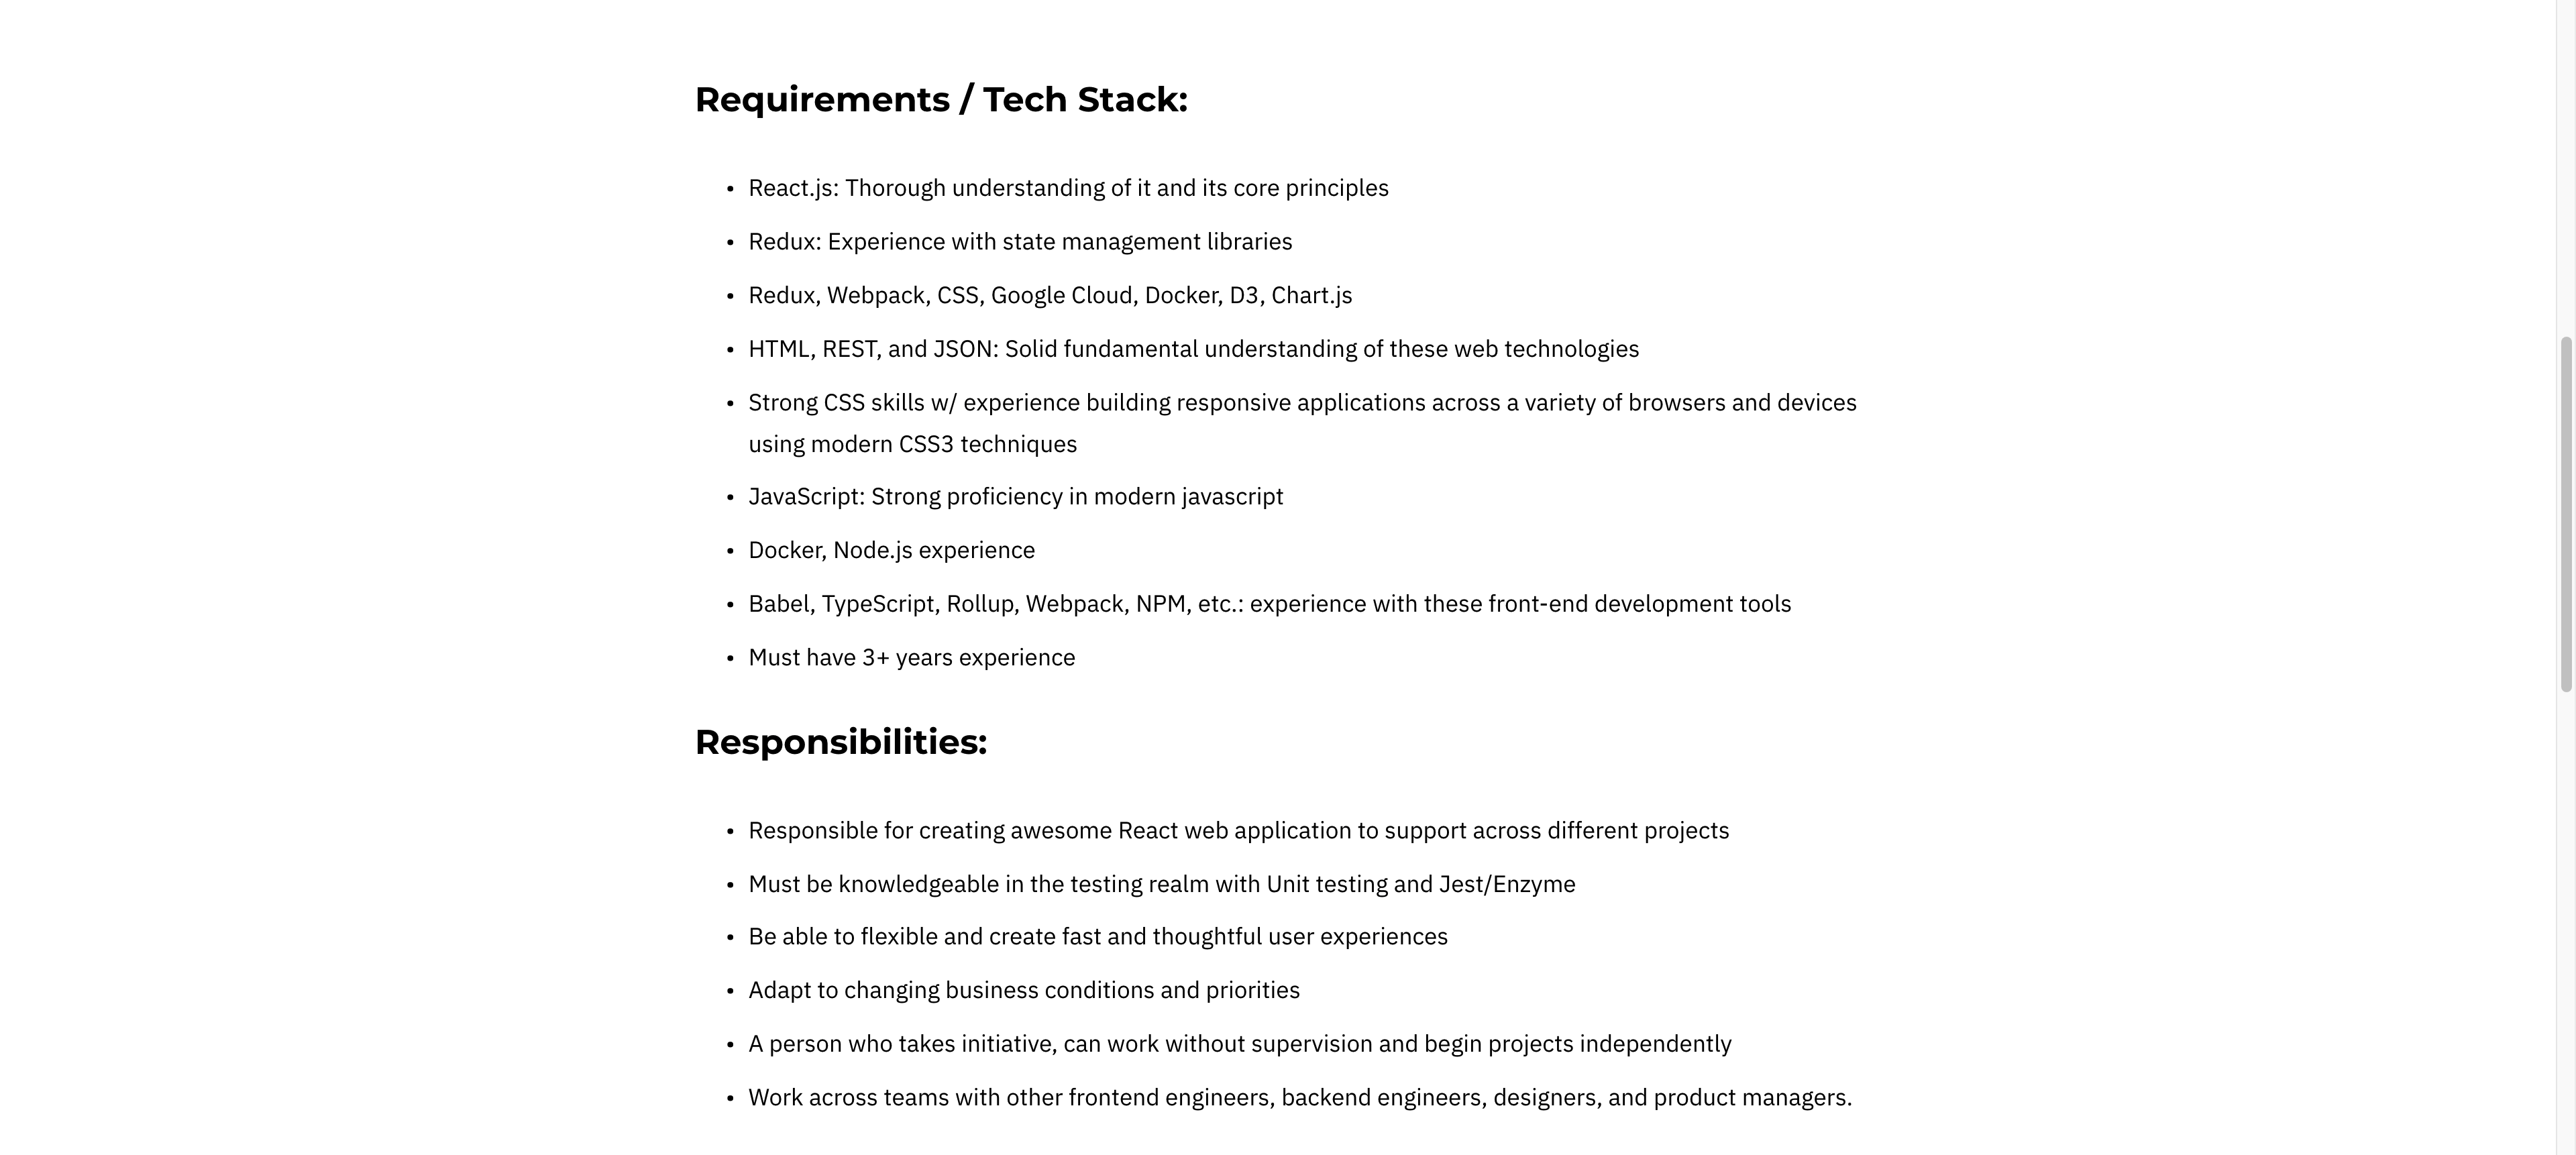 Requirements / Tech Stack:
• React.js: Thorough understanding of it and its core principles
• Redux: Experience with state management libraries
• Redux, Webpack, CSS, Google Cloud, Docker, D3, Chart.js
• HTML, REST, and JSON: Solid fundamental understanding of these web technologies
• Strong CSS skills w/ experience building responsive applications across a variety of browsers and devices
using modern CSS3 techniques
• JavaScript: Strong proficiency in modern javascript
• Docker, Node.js experience
• Babel, TypeScript, Rollup, Webpack, NPM, etc.: experience with these front-end development tools
• Must have 3+ years experience
Responsibilities:
• Responsible for creating awesome React web application to support across different projects
• Must be knowledgeable in the testing realm with Unit testing and Jest/Enzyme
• Be able to flexible and create fast and thoughtful user experiences
• Adapt to changing business conditions and priorities
• A person who takes initiative, can work without supervision and begin projects independently
• Work across teams with other frontend engineers, backend engineers, designers, and product managers.